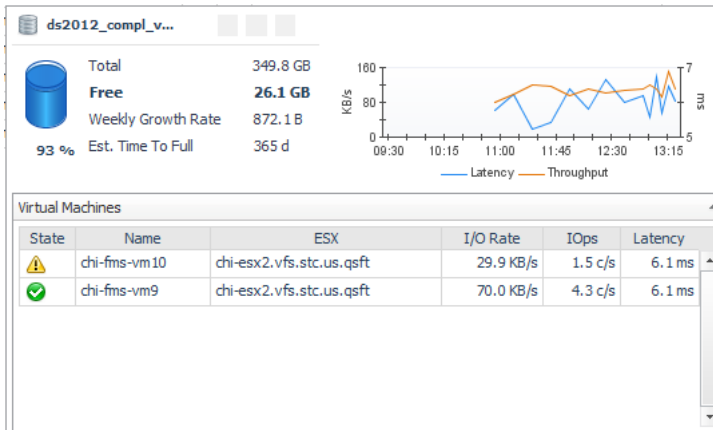 ds2012_compl_v...
Total 349.8 GB
Free 26.1 GB
Weekly Growth Rate 872.1 B
Est. Time To Full 365 d
93 %
KB/s
160
80
0
7
5
ms
09:30 10:15 11:00 11:45 12:30 13:15
Latency Throughput
Virtual Machines
State Name ESX I/O Rate IOps Latency
chi-fms-vm10 chi-esx2.vfs.stc.us.qsft 29.9 KB/s 1.5 c/s 6.1 ms
chi-fms-vm9 chi-esx2.vfs.stc.us.qsft 70.0 KB/s 4.3 c/s 6.1 ms